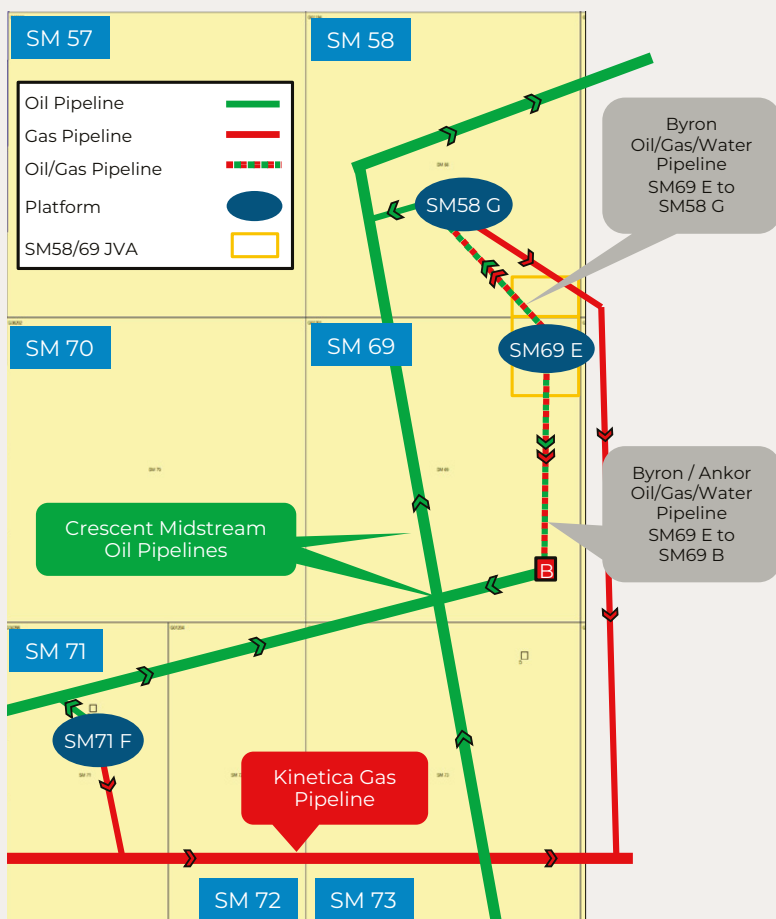 SM 57
SM 58
Oil Pipeline
Gas Pipeline
Oil/Gas Pipeline
Platform
SM58/69 JVA
Byron
Oil/Gas/Water
Pipeline
SM69 E to
SM58 G
SM58 G
SM 70
SM 69
SM69 E
Byron / Ankor
Oil/Gas/Water
Pipeline
SM69 E to
SM69 B
Crescent Midstream
Oil Pipelines
B
SM 71
SM71 F
Kinetica Gas
Pipeline
SM 72
SM 73